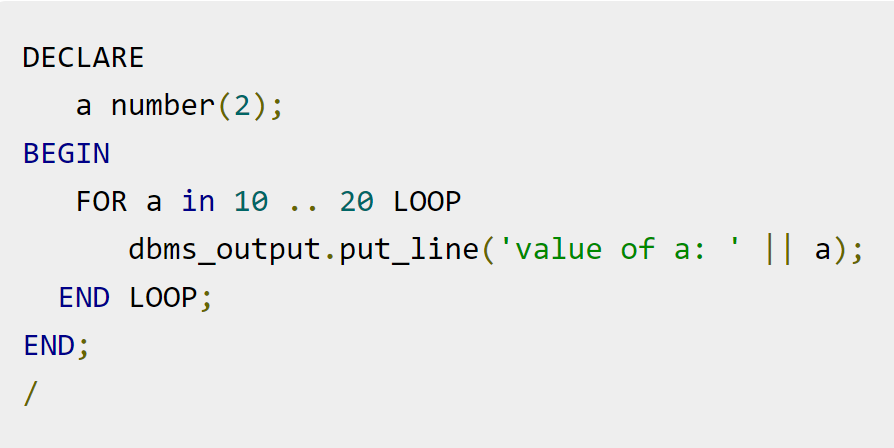 DECLARE
   a number(2);
BEGIN
   FOR a in 10 .. 20 LOOP
      dbms_output.put_line('value of a: ' || a);
  END LOOP;
END;
/